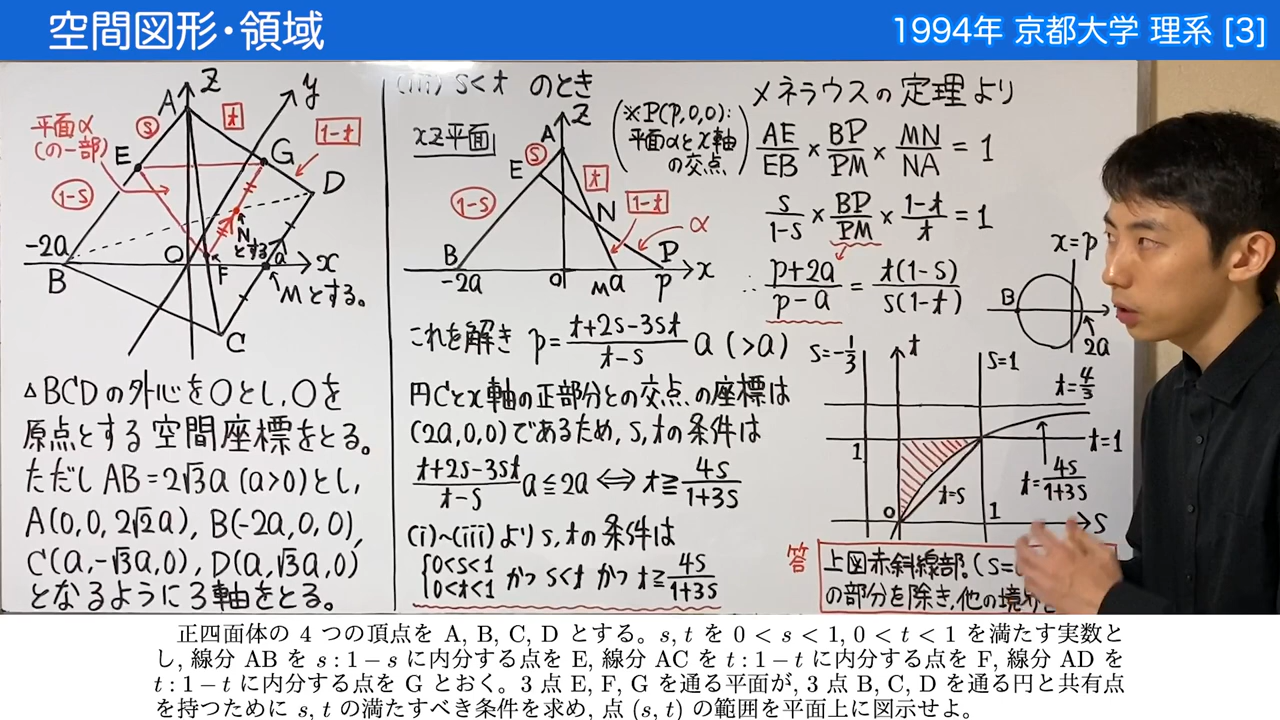 空間図形・領域
1994年 京都大学 理系 [3]
平面α
(の一部)
A
z
y
s
t
1-t
E
G
D
1-s
N
とする
-2a
O
F
a
x
B
Mとする。
C
△BCDの外心をOとし,Oを
原点とする空間座標をとる。
ただしAB=2√3a (a>0)とし,
A(0,0,2√2a), B(-2a,0,0),
C(a,-√3a,0), D(a,√3a,0)
となるように3軸をとる。
(iii) s<t のとき
xz平面
(※P(p,0,0):
平面αとx軸
の交点)
z
A
E
s
t
1-s
N
1-t
α
B
P
x
-2a
O
M
a
p
これを解き p=(t+2s-3st)/(t-s) a (>a)
円Cとx軸の正部分との交点の座標は
(2a,0,0)であるため,s,tの条件は
(t+2s-3st)/(t-s) a≦2a ⇔ t≧4s/(1+3s)
(i)~(iii)より s,tの条件は
{0<s<1
0<t<1 かつ s<t かつ t≧4s/(1+3s)
メネラウスの定理より
AE/EB × BP/PM × MN/NA = 1
s/(1-s) × BP/PM × (1-t)/t = 1
∴ (p+2a)/(p-a) = t(1-s)/s(1-t)
x=p
B
2a
s=-1/3
t
s=1
t=4/3
1
t=1
t=s
t=4s/(1+3s)
0
1
s
答
上図赤斜線部。(s=
の部分を除き,他の境界
正四面体の 4 つの頂点を A, B, C, D とする。s, t を 0 < s < 1, 0 < t < 1 を満たす実数と
し, 線分 AB を s : 1 − s に内分する点を E, 線分 AC を t : 1 − t に内分する点を F, 線分 AD を
t : 1 − t に内分する点を G とおく。3 点 E, F, G を通る平面が, 3 点 B, C, D を通る円と共有点
を持つために s, t の満たすべき条件を求め, 点 (s, t) の範囲を平面上に図示せよ。